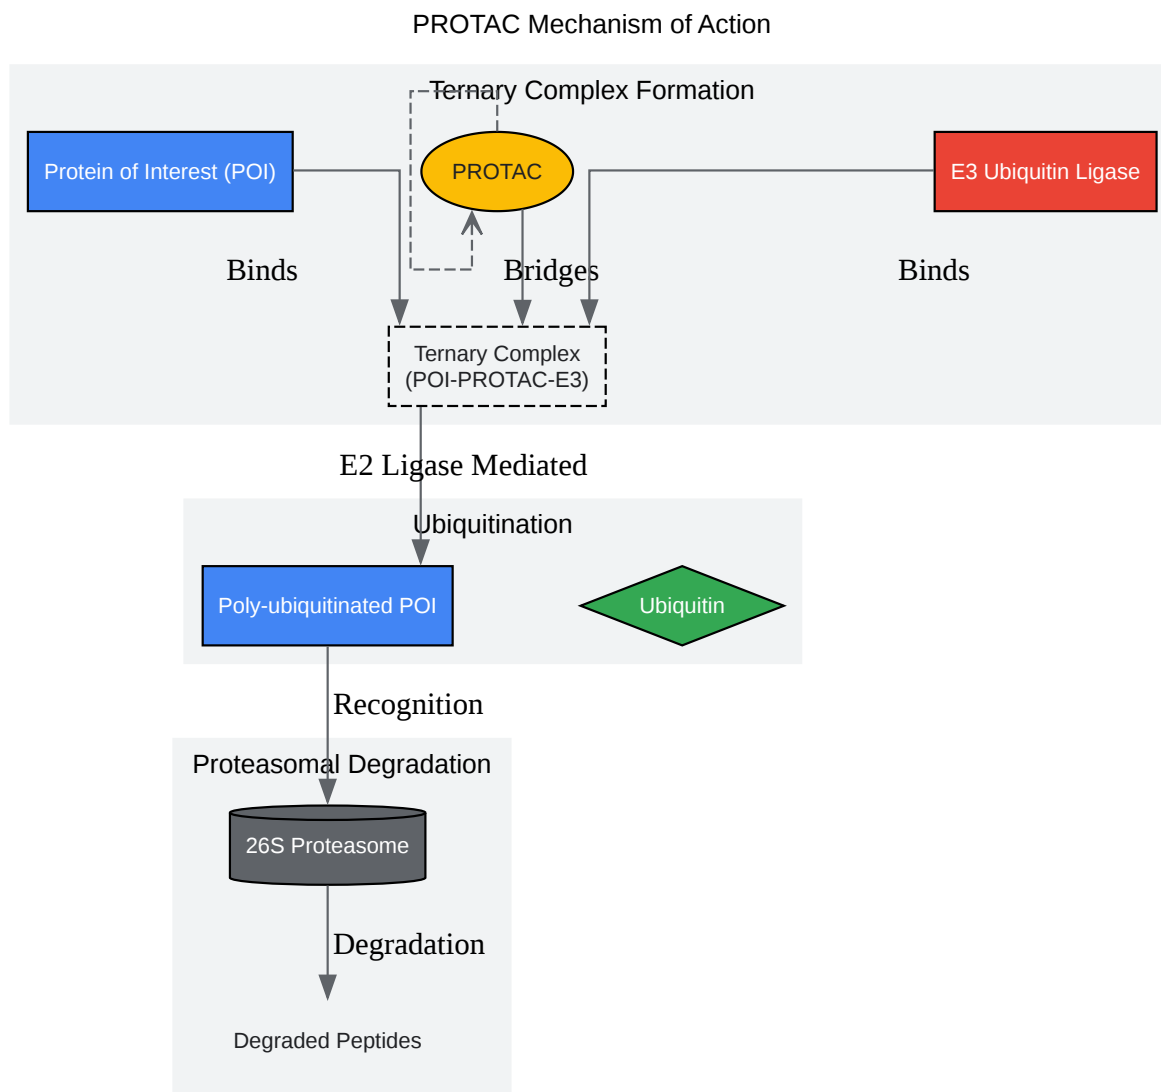 PROTAC Mechanism of Action
Ternary Complex Formation
Protein of Interest (POI)
PROTAC
E3 Ubiquitin Ligase
Binds
Bridges
Binds
Ternary Complex
(POI-PROTAC-E3)
E2 Ligase Mediated
Ubiquitination
Poly-ubiquitinated POI
Ubiquitin
Recognition
Proteasomal Degradation
26S Proteasome
Degradation
Degraded Peptides